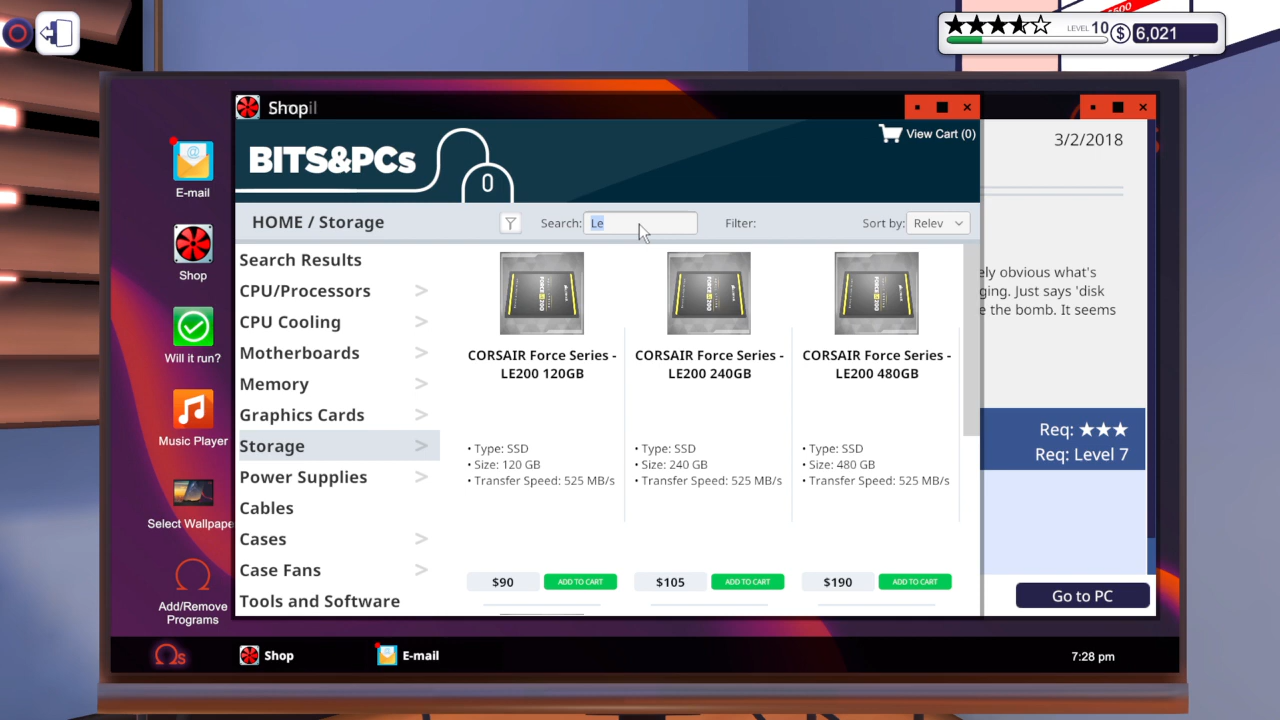 $500
LEVEL 10
$ 6,021
Shopil
View Cart (0)
BITS&PCs
HOME / Storage
Search:
Le
Filter:
Sort by:
Relev
3/2/2018
E-mail
Shop
Will it run?
Music Player
Select Wallpape
Add/Remove
Programs
Search Results
CPU/Processors >
CPU Cooling >
Motherboards >
Memory >
Graphics Cards >
Storage >
Power Supplies >
Cables
Cases >
Case Fans >
Tools and Software
CORSAIR Force Series -
LE200 120GB
• Type: SSD
• Size: 120 GB
• Transfer Speed: 525 MB/s
$90
ADD TO CART
CORSAIR Force Series -
LE200 240GB
• Type: SSD
• Size: 240 GB
• Transfer Speed: 525 MB/s
$105
ADD TO CART
CORSAIR Force Series -
LE200 480GB
• Type: SSD
• Size: 480 GB
• Transfer Speed: 525 MB/s
$190
ADD TO CART
ely obvious what's
ging. Just says 'disk
e the bomb. It seems
Req: ★★★
Req: Level 7
Go to PC
Ωs
Shop
E-mail
7:28 pm